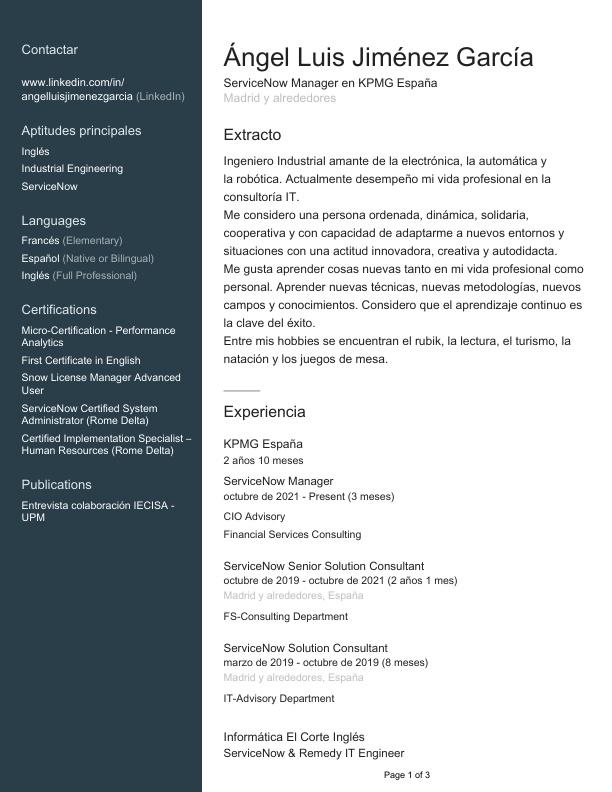 Contactar
www.linkedin.com/in/
angelluisjimenezgarcia (LinkedIn)
Aptitudes principales
Inglés
Industrial Engineering
ServiceNow
Languages
Francés (Elementary)
Español (Native or Bilingual)
Inglés (Full Professional)
Certifications
Micro-Certification - Performance
Analytics
First Certificate in English
Snow License Manager Advanced
User
ServiceNow Certified System
Administrator (Rome Delta)
Certified Implementation Specialist –
Human Resources (Rome Delta)
Publications
Entrevista colaboración IECISA -
UPM
Ángel Luis Jiménez García
ServiceNow Manager en KPMG España
Madrid y alrededores
Extracto
Ingeniero Industrial amante de la electrónica, la automática y
la robótica. Actualmente desempeño mi vida profesional en la
consultoría IT.
Me considero una persona ordenada, dinámica, solidaria,
cooperativa y con capacidad de adaptarme a nuevos entornos y
situaciones con una actitud innovadora, creativa y autodidacta.
Me gusta aprender cosas nuevas tanto en mi vida profesional como
personal. Aprender nuevas técnicas, nuevas metodologías, nuevos
campos y conocimientos. Considero que el aprendizaje continuo es
la clave del éxito.
Entre mis hobbies se encuentran el rubik, la lectura, el turismo, la
natación y los juegos de mesa.
Experiencia
KPMG España
2 años 10 meses
ServiceNow Manager
octubre de 2021 - Present (3 meses)
CIO Advisory
Financial Services Consulting
ServiceNow Senior Solution Consultant
octubre de 2019 - octubre de 2021 (2 años 1 mes)
Madrid y alrededores, España
FS-Consulting Department
ServiceNow Solution Consultant
marzo de 2019 - octubre de 2019 (8 meses)
Madrid y alrededores, España
IT-Advisory Department
Informática El Corte Inglés
ServiceNow & Remedy IT Engineer
Page 1 of 3